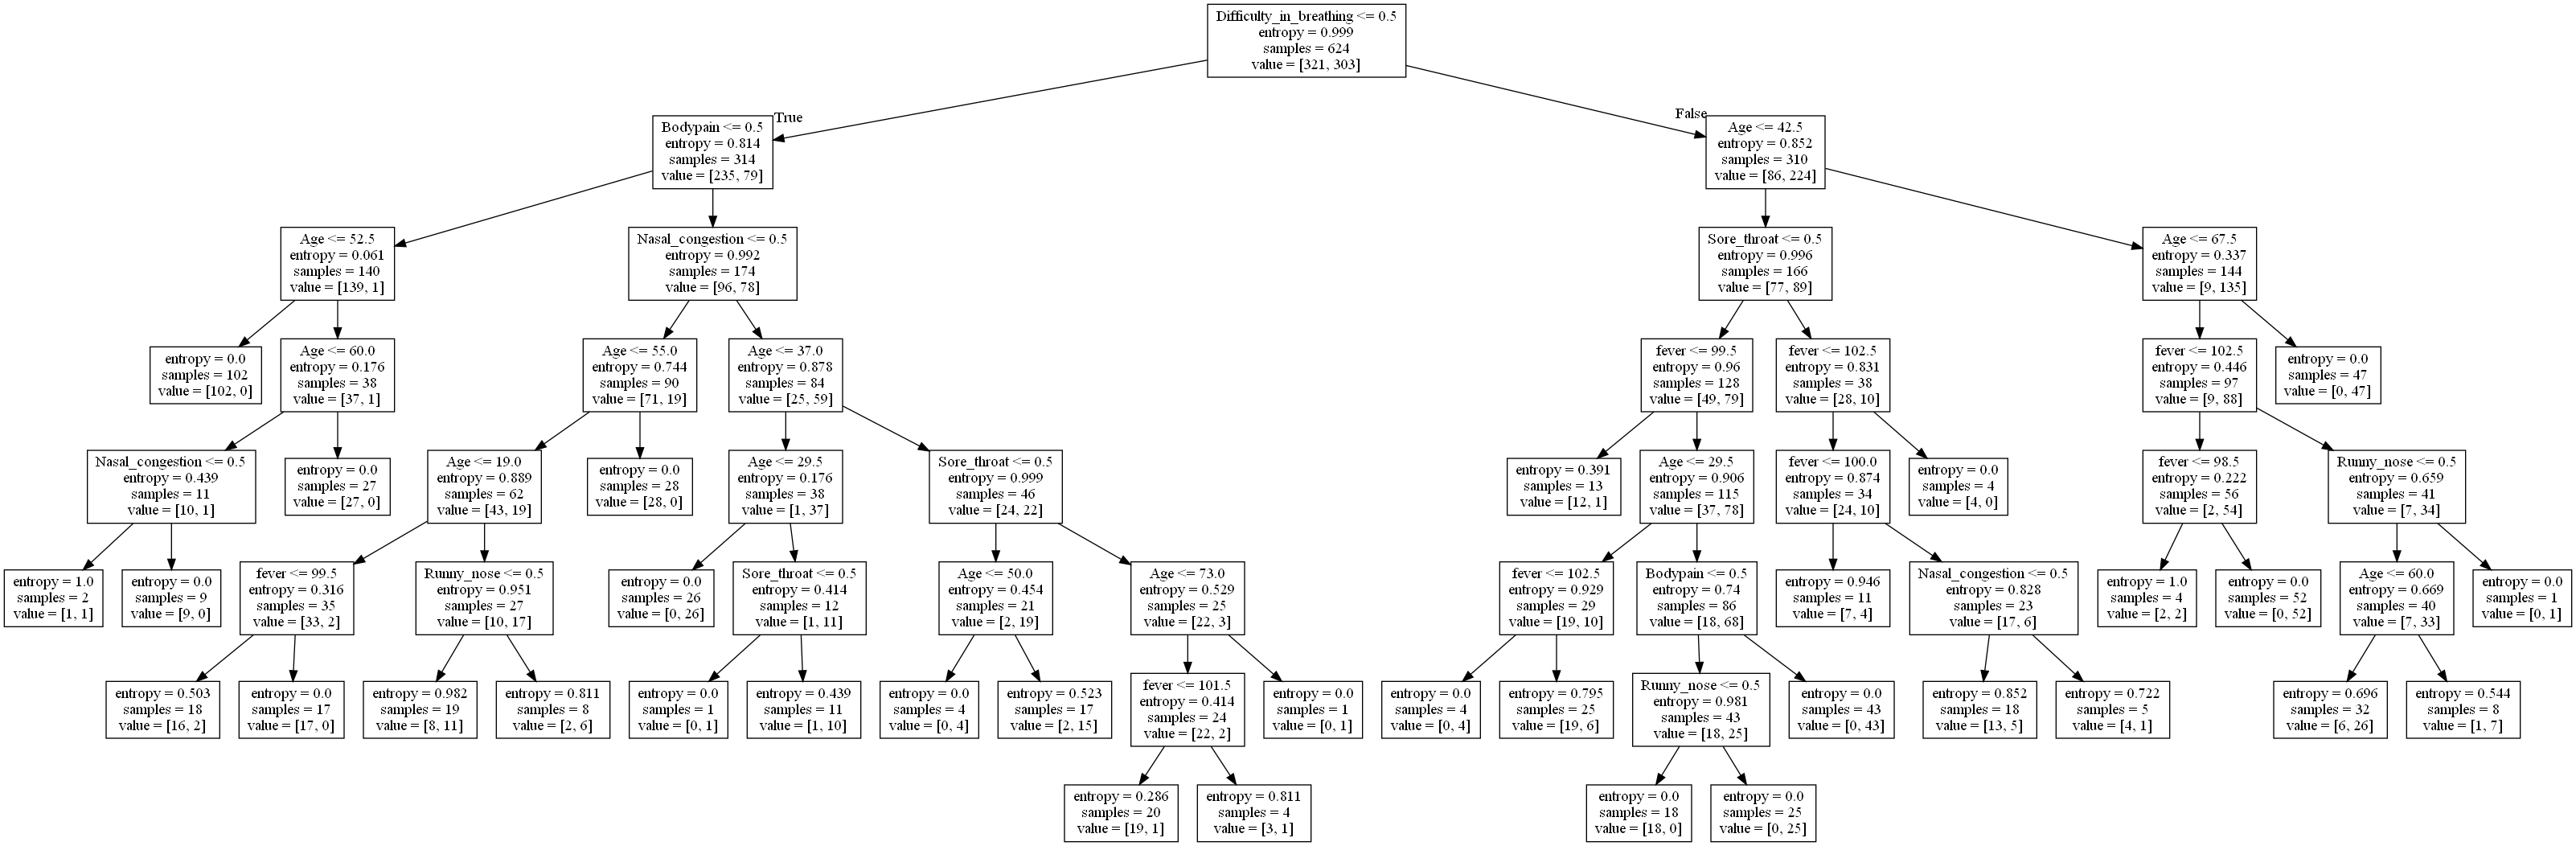 Difficulty_in_breathing <= 0.5
entropy = 0.999
samples = 624
value = [321, 303]
True
False
Bodypain <= 0.5
entropy = 0.814
samples = 314
value = [235, 79]
Age <= 42.5
entropy = 0.852
samples = 310
value = [86, 224]
Age <= 52.5
entropy = 0.061
samples = 140
value = [139, 1]
Nasal_congestion <= 0.5
entropy = 0.992
samples = 174
value = [96, 78]
Sore_throat <= 0.5
entropy = 0.996
samples = 166
value = [77, 89]
Age <= 67.5
entropy = 0.337
samples = 144
value = [9, 135]
entropy = 0.0
samples = 102
value = [102, 0]
Age <= 60.0
entropy = 0.176
samples = 38
value = [37, 1]
Age <= 55.0
entropy = 0.744
samples = 90
value = [71, 19]
Age <= 37.0
entropy = 0.878
samples = 84
value = [25, 59]
fever <= 99.5
entropy = 0.96
samples = 128
value = [49, 79]
fever <= 102.5
entropy = 0.831
samples = 38
value = [28, 10]
fever <= 102.5
entropy = 0.446
samples = 97
value = [9, 88]
entropy = 0.0
samples = 47
value = [0, 47]
Nasal_congestion <= 0.5
entropy = 0.439
samples = 11
value = [10, 1]
entropy = 0.0
samples = 27
value = [27, 0]
Age <= 19.0
entropy = 0.889
samples = 62
value = [43, 19]
entropy = 0.0
samples = 28
value = [28, 0]
Age <= 29.5
entropy = 0.176
samples = 38
value = [1, 37]
Sore_throat <= 0.5
entropy = 0.999
samples = 46
value = [24, 22]
entropy = 0.391
samples = 13
value = [12, 1]
Age <= 29.5
entropy = 0.906
samples = 115
value = [37, 78]
fever <= 100.0
entropy = 0.874
samples = 34
value = [24, 10]
entropy = 0.0
samples = 4
value = [4, 0]
fever <= 98.5
entropy = 0.222
samples = 56
value = [2, 54]
Runny_nose <= 0.5
entropy = 0.659
samples = 41
value = [7, 34]
entropy = 1.0
samples = 2
value = [1, 1]
entropy = 0.0
samples = 9
value = [9, 0]
fever <= 99.5
entropy = 0.316
samples = 35
value = [33, 2]
Runny_nose <= 0.5
entropy = 0.951
samples = 27
value = [10, 17]
entropy = 0.0
samples = 26
value = [0, 26]
Sore_throat <= 0.5
entropy = 0.414
samples = 12
value = [1, 11]
Age <= 50.0
entropy = 0.454
samples = 21
value = [2, 19]
Age <= 73.0
entropy = 0.529
samples = 25
value = [22, 3]
fever <= 102.5
entropy = 0.929
samples = 29
value = [19, 10]
Bodypain <= 0.5
entropy = 0.74
samples = 86
value = [18, 68]
entropy = 0.946
samples = 11
value = [7, 4]
Nasal_congestion <= 0.5
entropy = 0.828
samples = 23
value = [17, 6]
entropy = 1.0
samples = 4
value = [2, 2]
entropy = 0.0
samples = 52
value = [0, 52]
Age <= 60.0
entropy = 0.669
samples = 40
value = [7, 33]
entropy = 0.0
samples = 1
value = [0, 1]
entropy = 0.503
samples = 18
value = [16, 2]
entropy = 0.0
samples = 17
value = [17, 0]
entropy = 0.982
samples = 19
value = [8, 11]
entropy = 0.811
samples = 8
value = [2, 6]
entropy = 0.0
samples = 1
value = [0, 1]
entropy = 0.439
samples = 11
value = [1, 10]
entropy = 0.0
samples = 4
value = [0, 4]
entropy = 0.523
samples = 17
value = [2, 15]
fever <= 101.5
entropy = 0.414
samples = 24
value = [22, 2]
entropy = 0.0
samples = 1
value = [0, 1]
entropy = 0.0
samples = 4
value = [0, 4]
entropy = 0.795
samples = 25
value = [19, 6]
Runny_nose <= 0.5
entropy = 0.981
samples = 43
value = [18, 25]
entropy = 0.0
samples = 43
value = [0, 43]
entropy = 0.852
samples = 18
value = [13, 5]
entropy = 0.722
samples = 5
value = [4, 1]
entropy = 0.696
samples = 32
value = [6, 26]
entropy = 0.544
samples = 8
value = [1, 7]
entropy = 0.286
samples = 20
value = [19, 1]
entropy = 0.811
samples = 4
value = [3, 1]
entropy = 0.0
samples = 18
value = [18, 0]
entropy = 0.0
samples = 25
value = [0, 25]